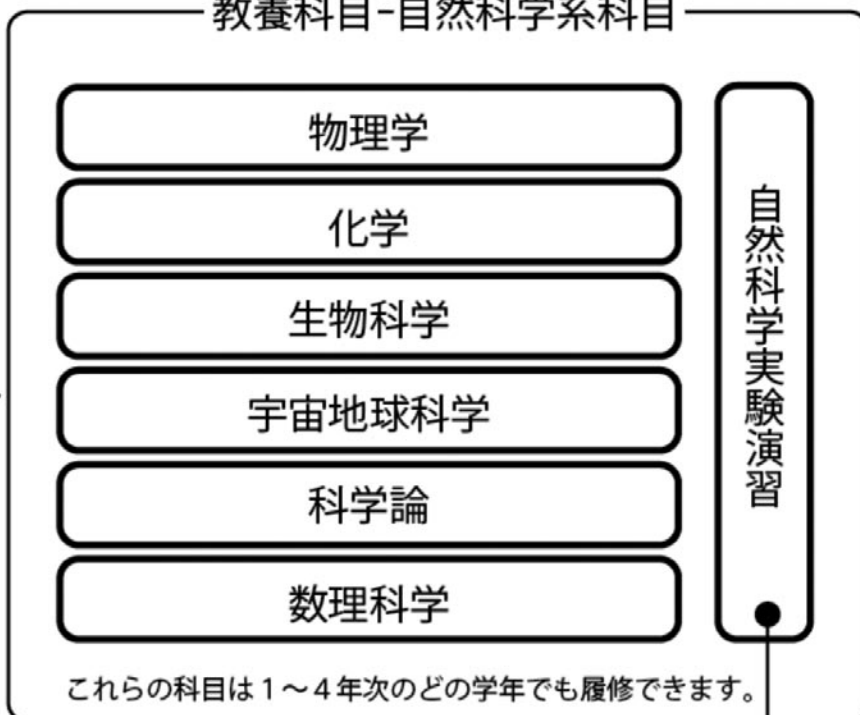 教養科目-自然科学系科目
物理学
化学
生物科学
宇宙地球科学
科学論
数理科学
自然科学実験演習
これらの科目は1～4年次のどの学年でも履修できます。